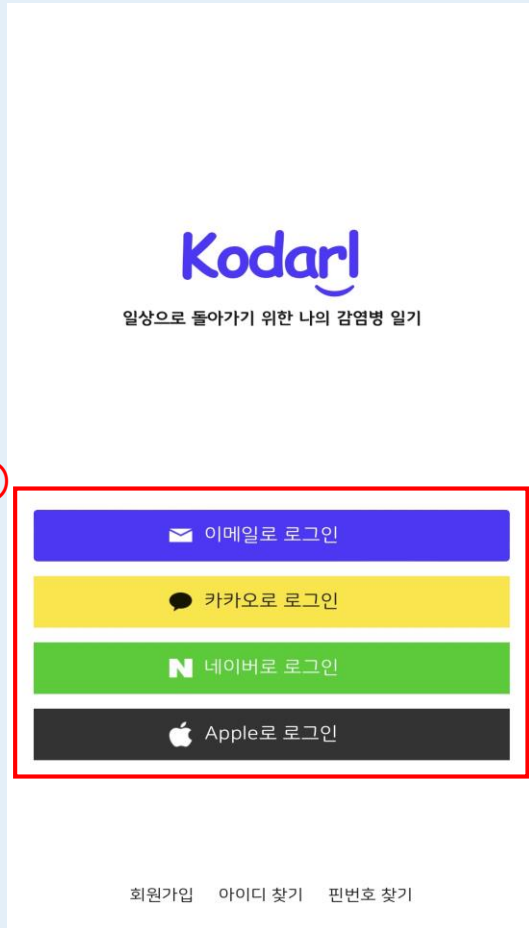 Kodarl
일상으로 돌아가기 위한 나의 감염병 일기
이메일로 로그인
카카오로 로그인
N 네이버로 로그인
Apple로 로그인
회원가입 아이디 찾기 핀번호 찾기